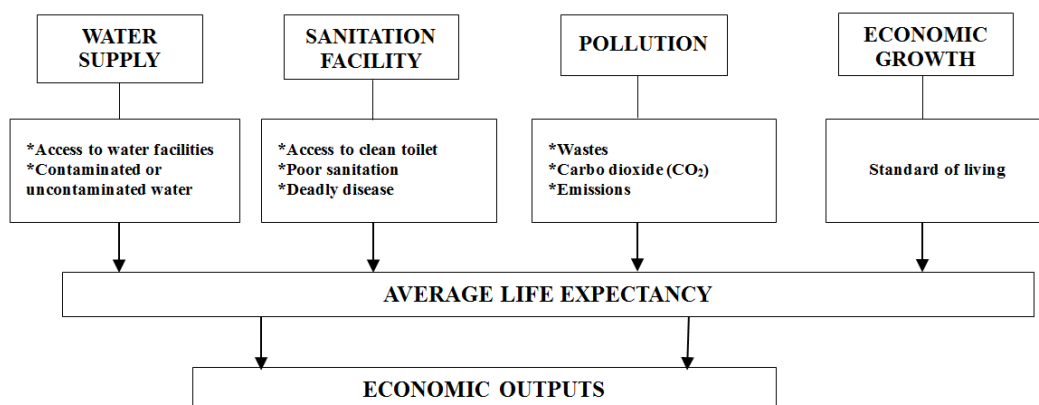 WATER
SUPPLY
SANITATION
FACILITY
POLLUTION
ECONOMIC
GROWTH
*Access to water facilities
*Contaminated or
uncontaminated water
*Access to clean toilet
*Poor sanitation
*Deadly disease
*Wastes
*Carbo dioxide (CO₂)
*Emissions
Standard of living
AVERAGE LIFE EXPECTANCY
ECONOMIC OUTPUTS